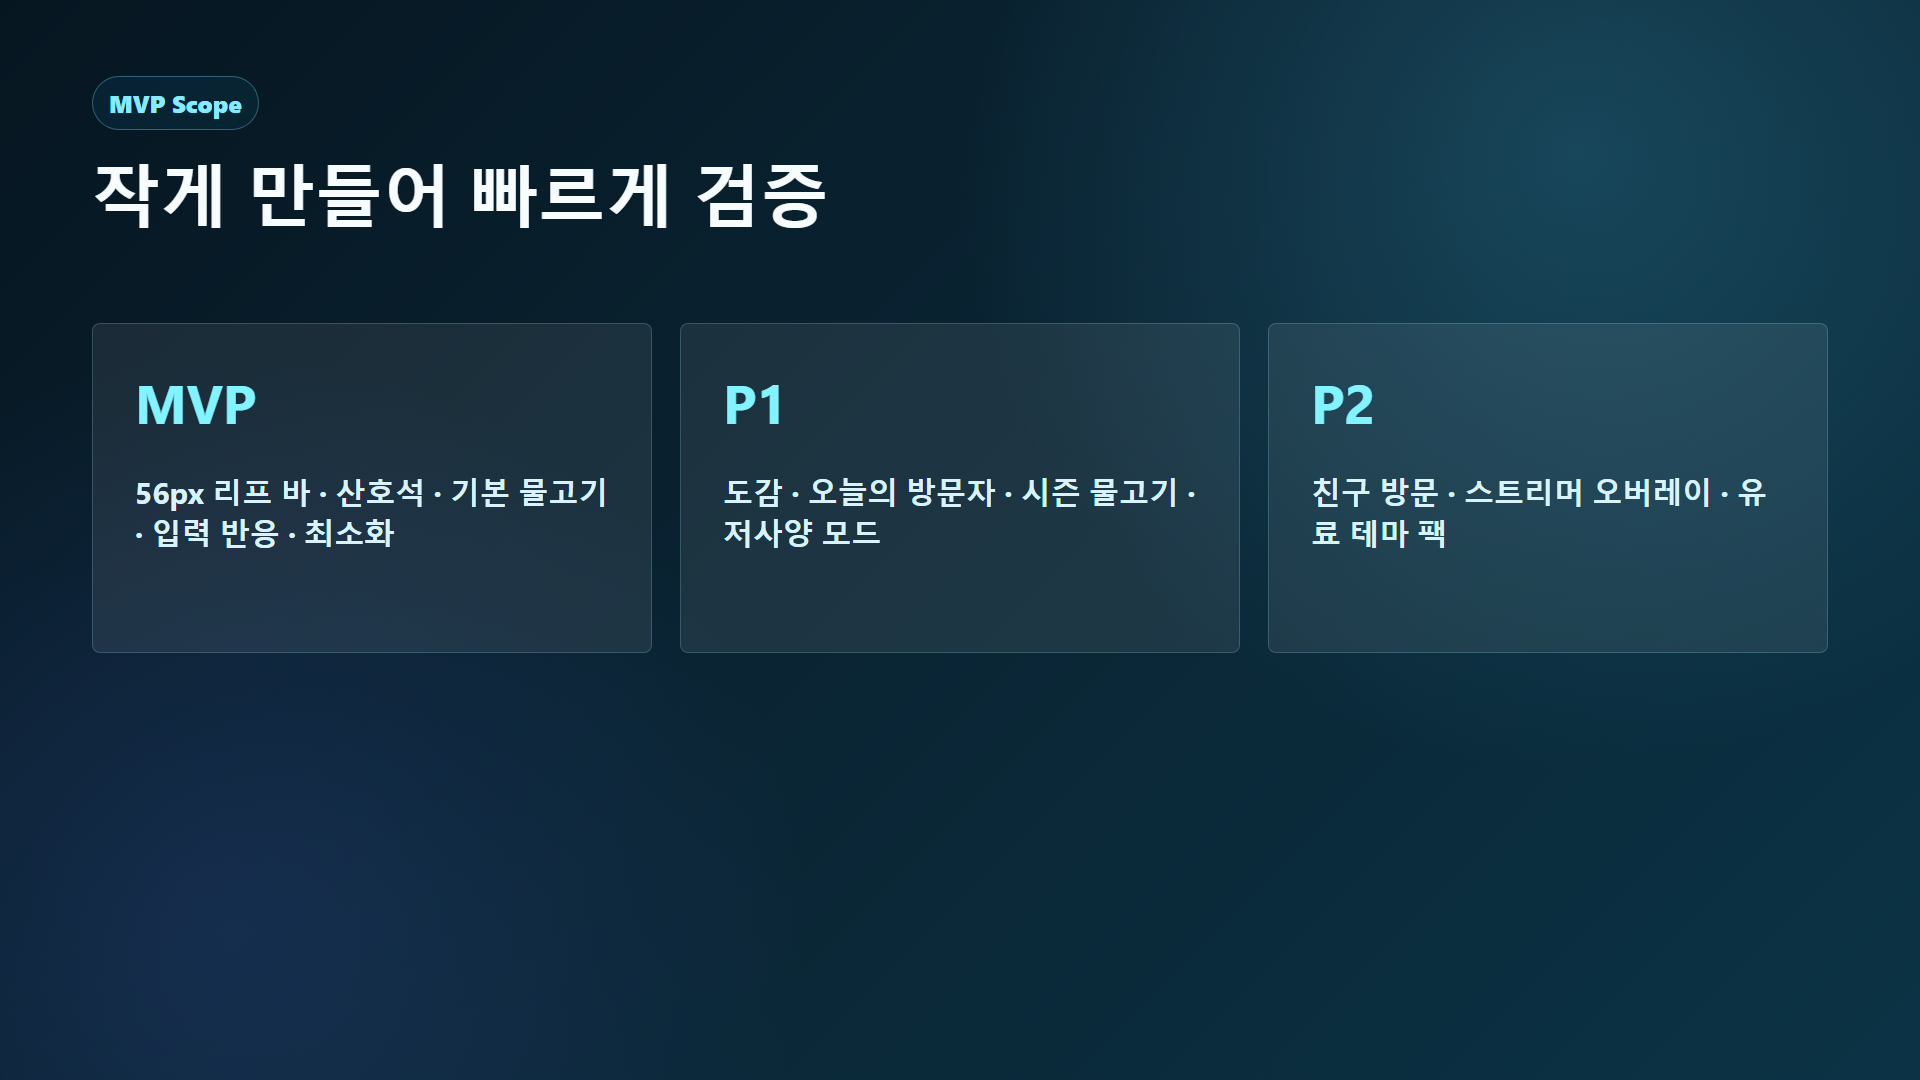 MVP Scope
작게 만들어 빠르게 검증
MVP
56px 리프 바 · 산호석 · 기본 물고기
· 입력 반응 · 최소화
P1
도감 · 오늘의 방문자 · 시즌 물고기 ·
저사양 모드
P2
친구 방문 · 스트리머 오버레이 · 유
료 테마 팩